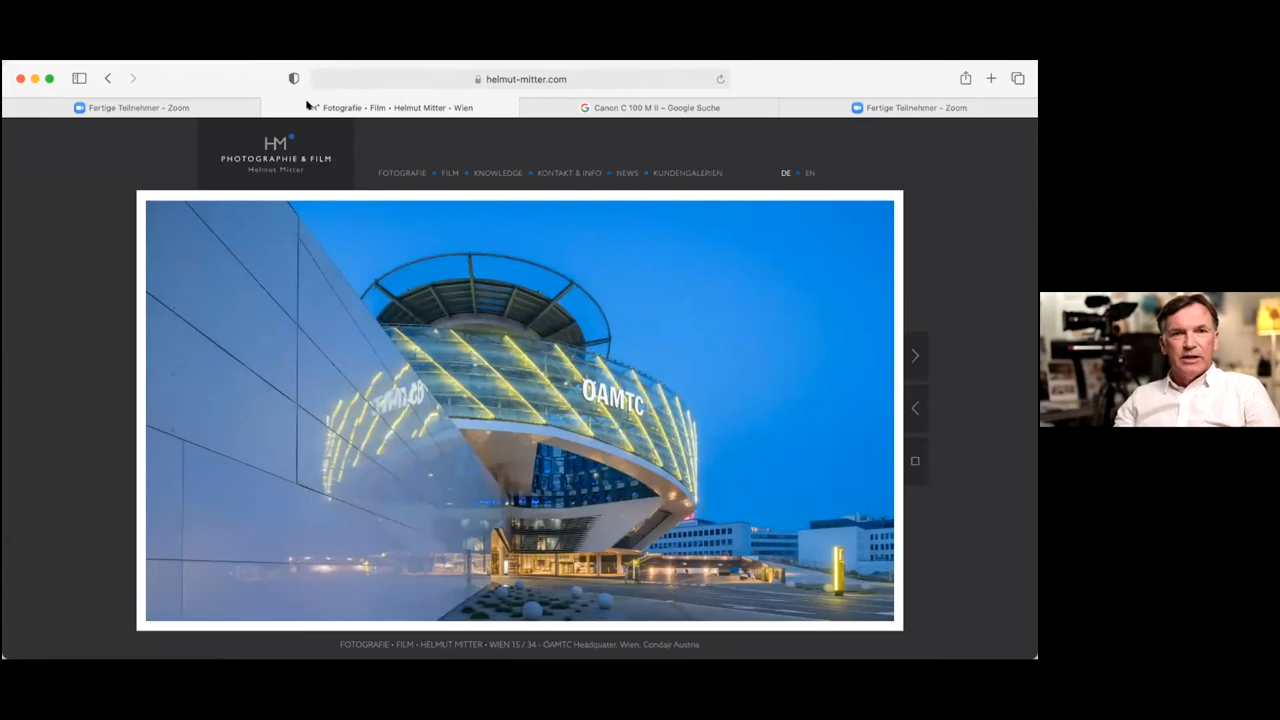 helmut-mitter.com
Fertige Teilnehmer - Zoom
Fotografie • Film • Helmut Mitter • Wien
Canon C 100 M II – Google Suche
Fertige Teilnehmer - Zoom
HM
PHOTOGRAPHIE & FILM
Helmut Mitter
FOTOGRAFIE • FILM • KNOWLEDGE • KONTAKT & INFO • NEWS • KUNDENGALERIEN
DE • EN
ÖAMTC
FOTOGRAFIE • FILM • HELMUT MITTER • WIEN 15 / 34 - ÖAMTC Headquater, Wien, Condair Austria